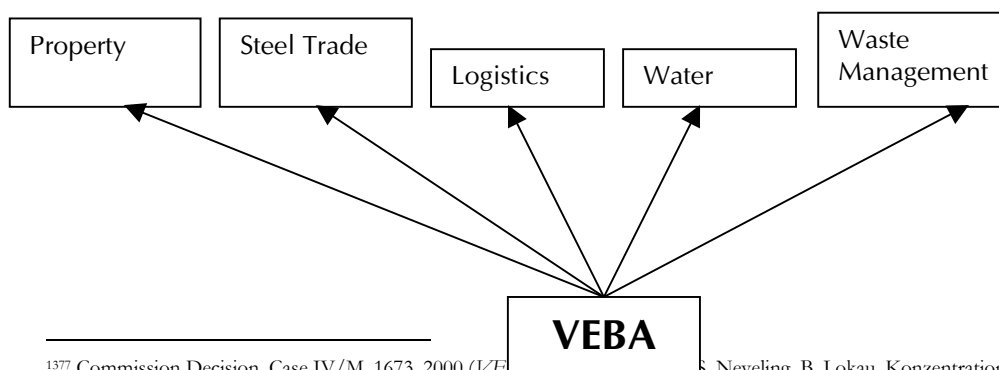 Property
Steel Trade
Logistics
Water
Waste
Management
VEBA
1377 Commission Decision, Case IV/M. 1673, 2000 ( S. Neveling, B. Lokau, Konzentration